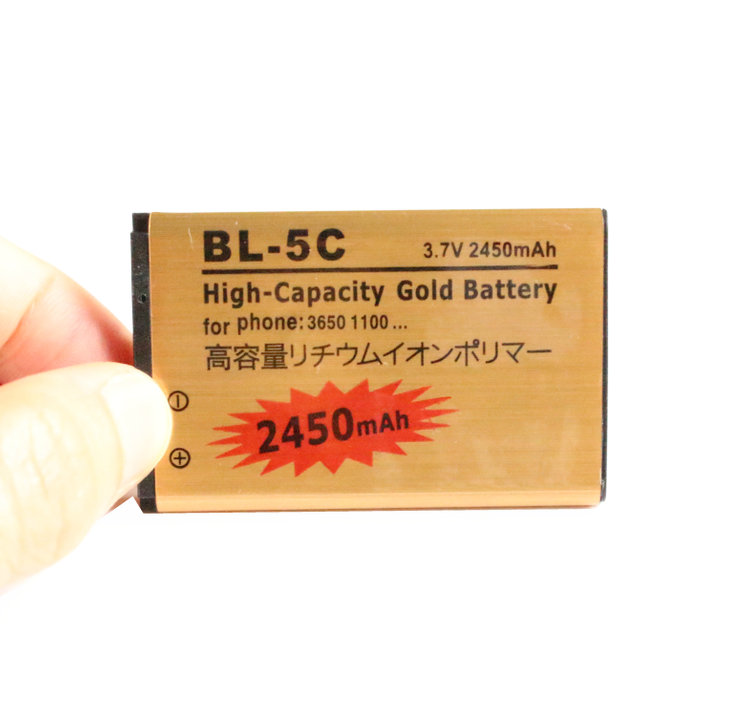 BL-5C
3.7V 2450mAh
High-Capacity Gold Battery
for phone: 3650 1100 ...
高容量リチウムイオンポリマー
2450mAh